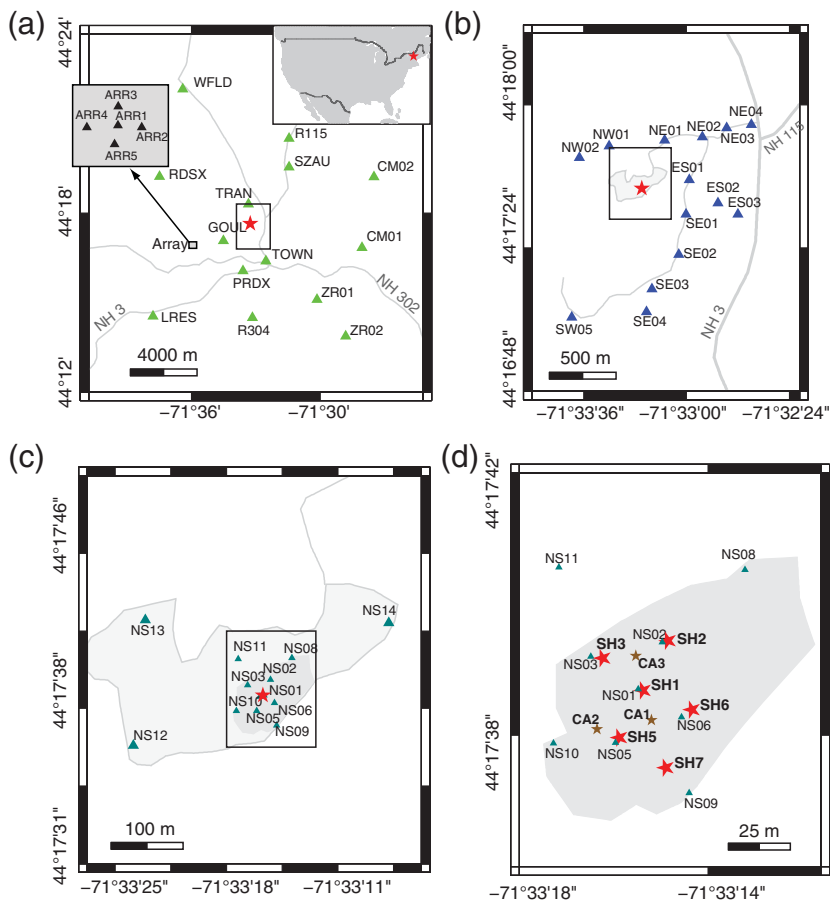 (a)
44°24'
44°18'
44°12'
WFLD
ARR3
ARR4
ARR1
ARR2
ARR5
R115
SZAU
CM02
RDSX
TRAN
GOUL
Array
TOWN
CM01
PRDX
NH 3
LRES
ZR01
NH 302
R304
ZR02
4000 m
−71°36'
−71°30'
(b)
44°18'00"
44°17'24"
44°16'48"
NE04
NE02
NE01
NE03
NW01
NW02
NH 115
ES01
ES02
ES03
SE01
SE02
SE03
SE04
SW05
NH 3
500 m
−71°33'36"
−71°33'00"
−71°32'24"
(c)
44°17'46"
44°17'38"
44°17'31"
NS14
NS13
NS11
NS08
NS02
NS03
NS01
NS10
NS06
NS05
NS09
NS12
100 m
−71°33'25"
−71°33'18"
−71°33'11"
(d)
44°17'42"
44°17'38"
NS11
NS08
NS02
SH2
SH3
NS03
CA3
NS01
SH1
SH6
CA1
NS06
CA2
SH5
NS10
NS05
SH7
NS09
25 m
−71°33'18"
−71°33'14"